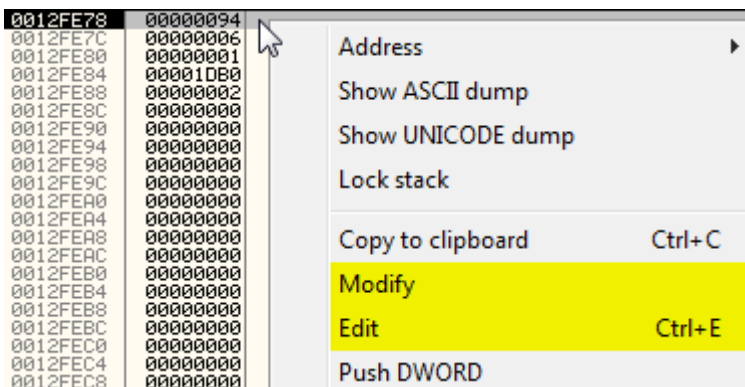 0012FE78 00000094
0012FE7C 00000006
0012FE80 00000001
0012FE84 00001DB0
0012FE88 00000002
0012FE8C 00000000
0012FE90 00000000
0012FE94 00000000
0012FE98 00000000
0012FE9C 00000000
0012FEA0 00000000
0012FEA4 00000000
0012FEA8 00000000
0012FEAC 00000000
0012FEB0 00000000
0012FEB4 00000000
0012FEB8 00000000
0012FEBC 00000000
0012FEC0 00000000
0012FEC4 00000000
0012FEC8 00000000
Address
Show ASCII dump
Show UNICODE dump
Lock stack
Copy to clipboard Ctrl+C
Modify
Edit Ctrl+E
Push DWORD